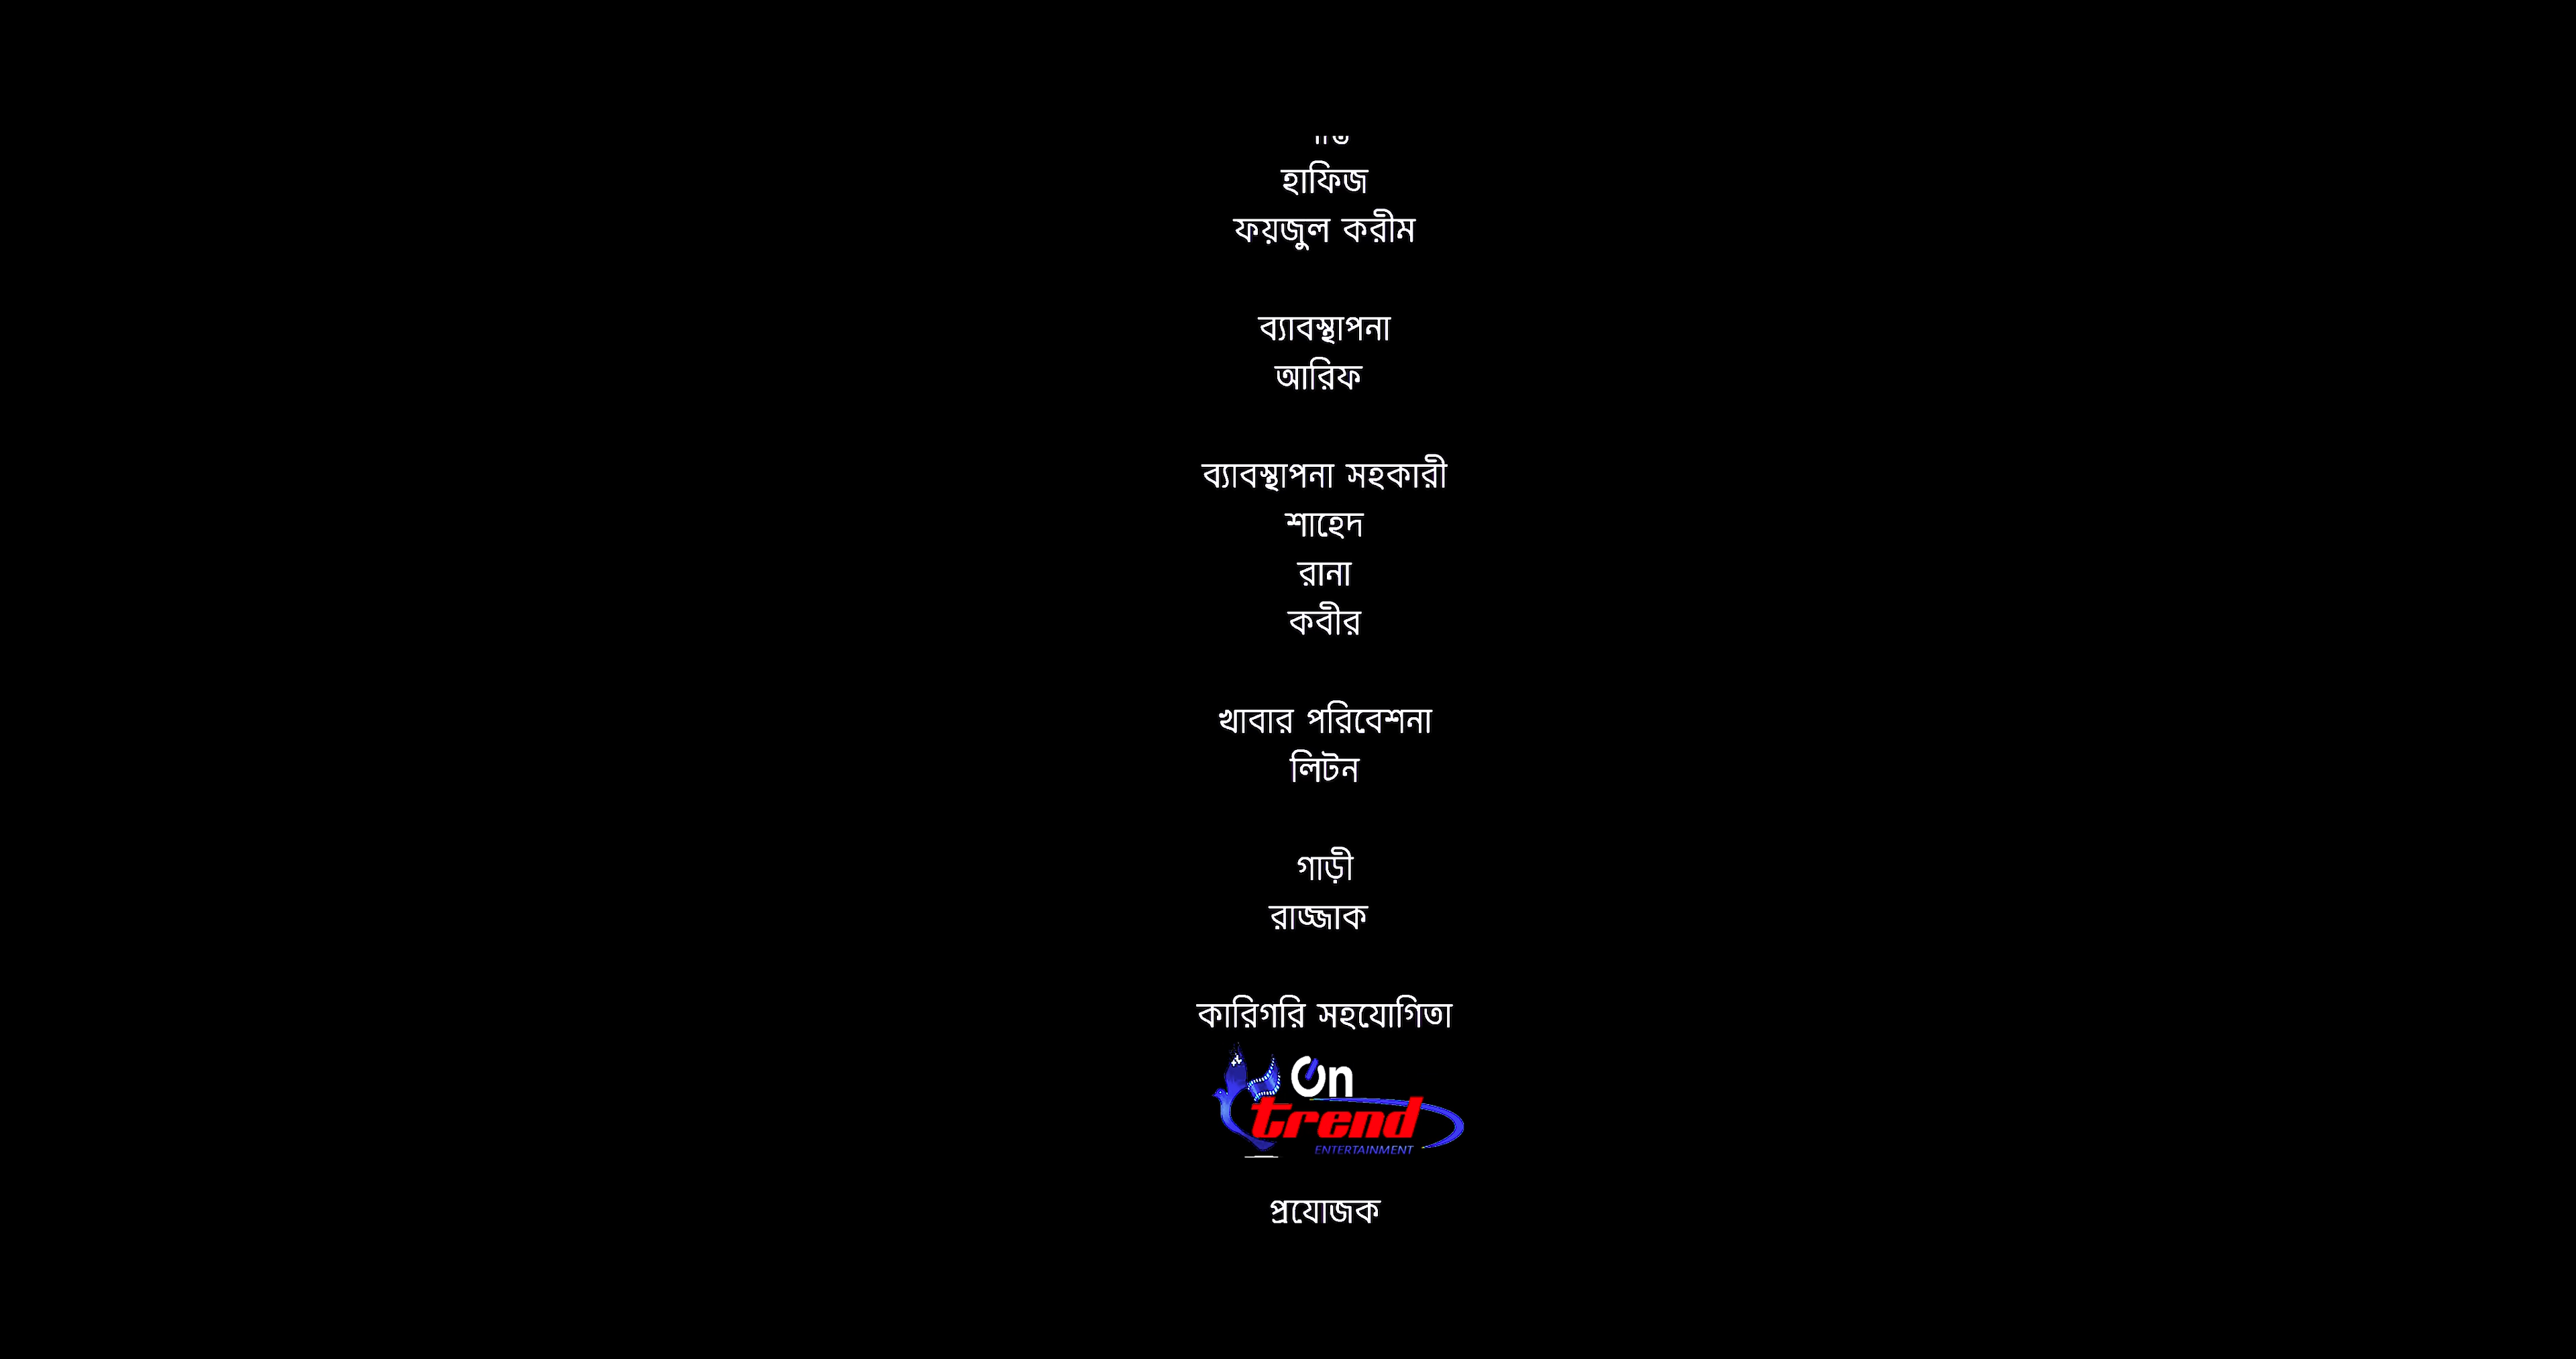 হাফিজ
ফয়জুল করীম
ব্যাবস্থাপনা
আরিফ
ব্যাবস্থাপনা সহকারী
শাহেদ
রানা
কবীর
খাবার পরিবেশনা
লিটন
গাড়ী
রাজ্জাক
কারিগরি সহযোগিতা
On
trend
ENTERTAINMENT
প্রযোজক